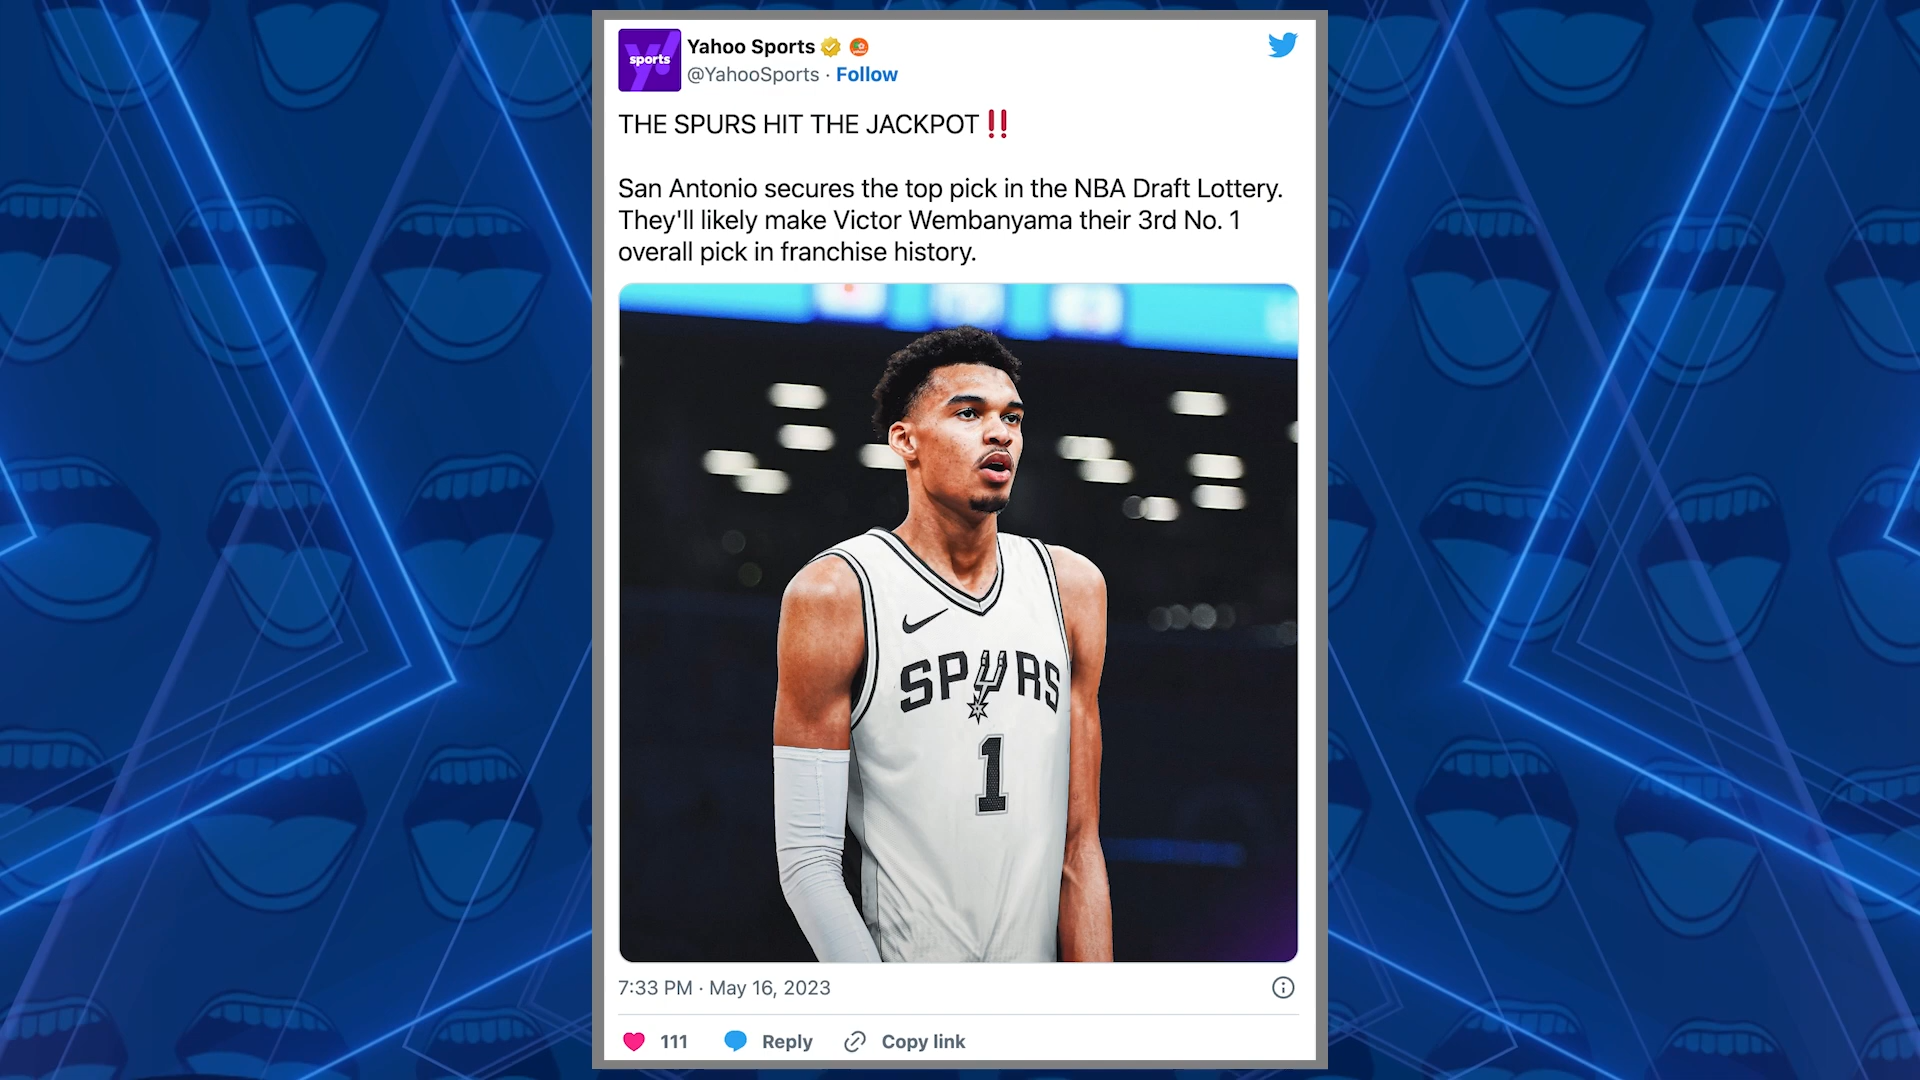 sports
Yahoo Sports
@YahooSports · Follow
THE SPURS HIT THE JACKPOT‼️
San Antonio secures the top pick in the NBA Draft Lottery.
They'll likely make Victor Wembanyama their 3rd No. 1
overall pick in franchise history.
SPURS
1
7:33 PM · May 16, 2023
111 Reply Copy link